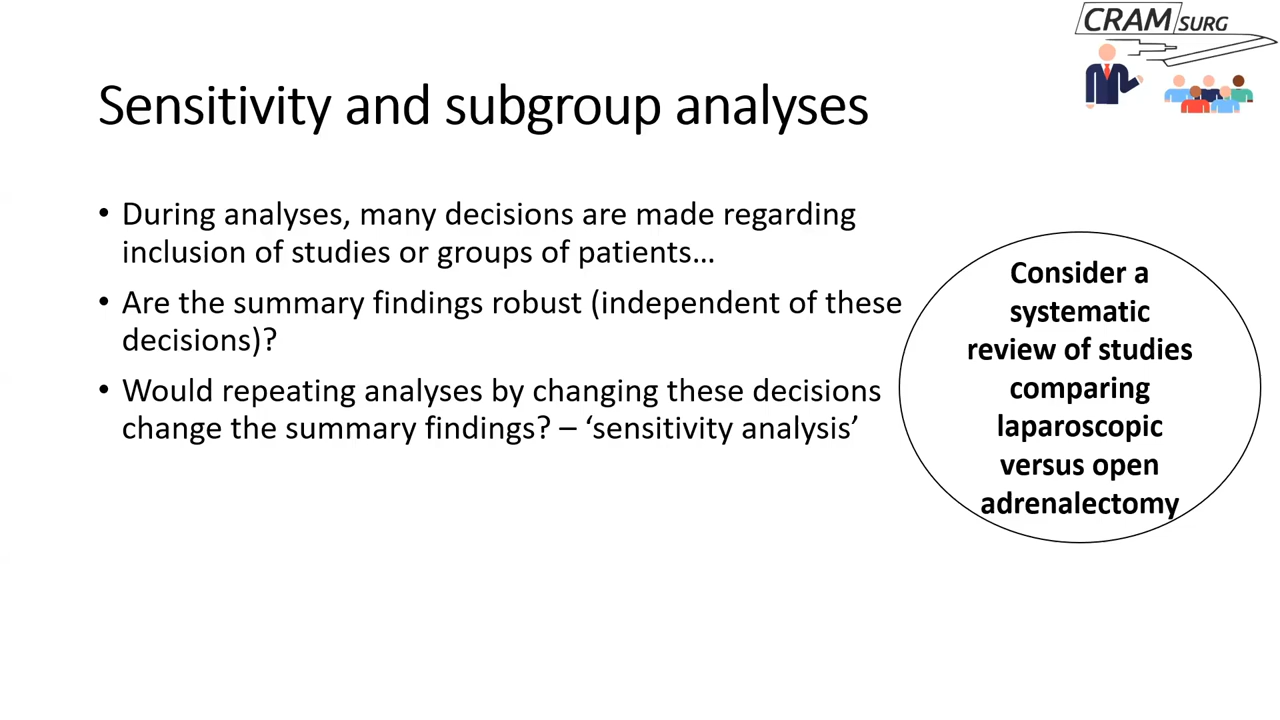 CRAM SURG
Sensitivity and subgroup analyses
• During analyses, many decisions are made regarding
inclusion of studies or groups of patients…
• Are the summary findings robust (independent of these
decisions)?
• Would repeating analyses by changing these decisions
change the summary findings? – ‘sensitivity analysis’
Consider a
systematic
review of studies
comparing
laparoscopic
versus open
adrenalectomy